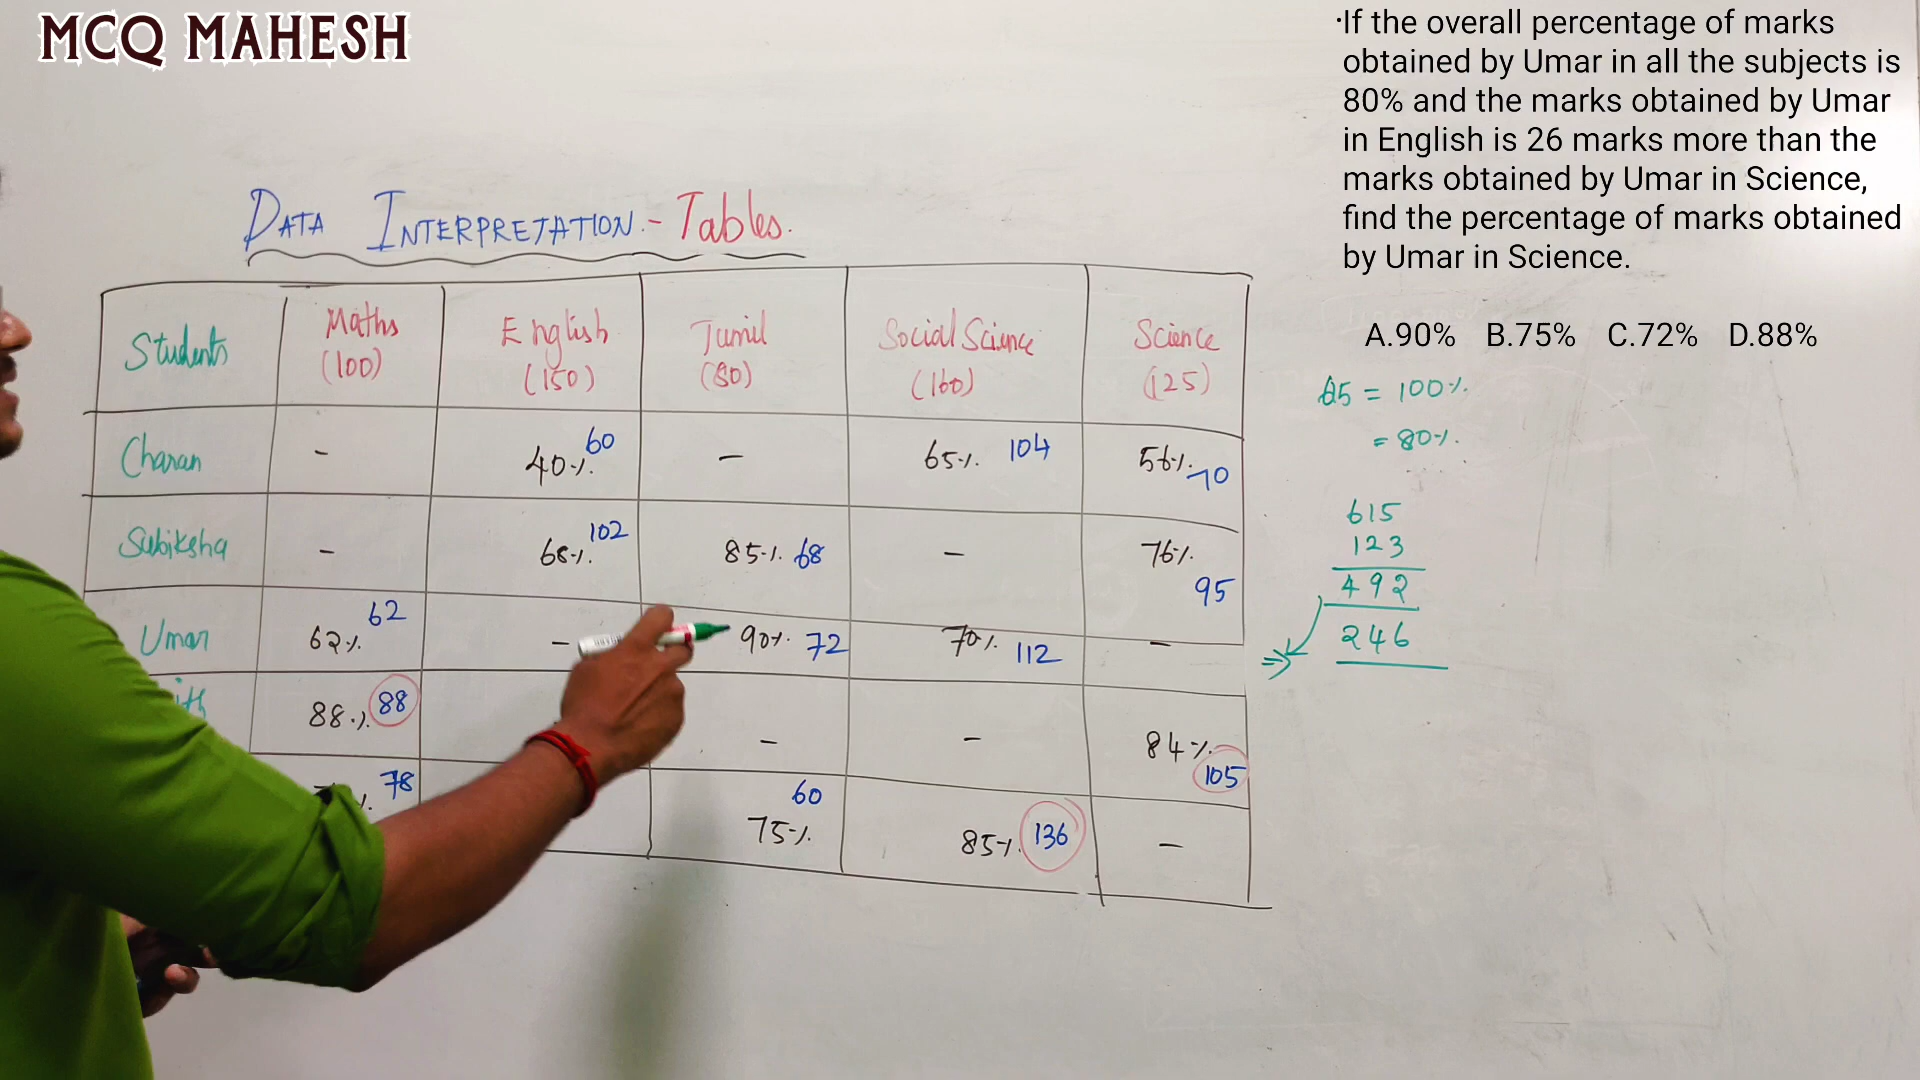 MCQ MAHESH
·If the overall percentage of marks
obtained by Umar in all the subjects is
80% and the marks obtained by Umar
in English is 26 marks more than the
marks obtained by Umar in Science,
find the percentage of marks obtained
by Umar in Science.
A.90% B.75% C.72% D.88%
DATA INTERPRETATION - Tables.
Students Maths English Tamil Social Science Science
(100) (150) (80) (160) (125)
Charan - 40% 60 - 65% 104 56% 70
Subiksha - 68% 102 85% 68 - 76% 95
Umar 62% 62 - 90% 72 70% 112 -
88% 88 - - 84% 105
78 75% 60 85% 136 -
615 = 100%
= 80%
615
123
492
246